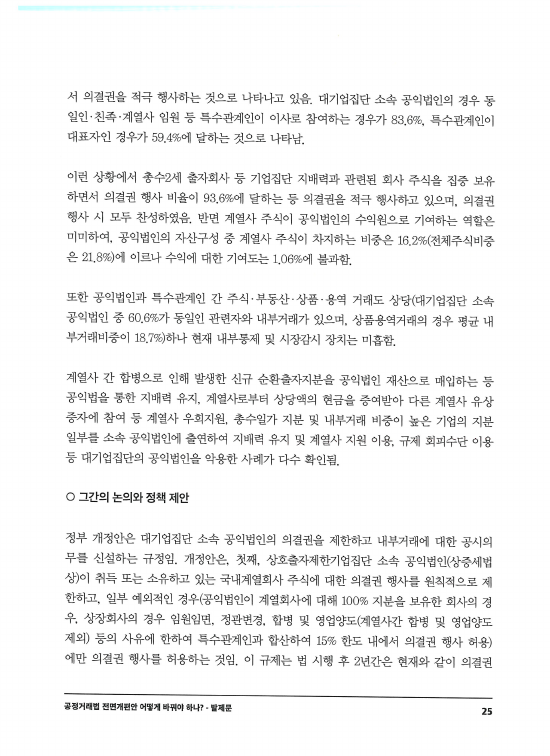 서 의결권을 적극 행사하는 것으로 나타나고 있음. 대기업집단 소속 공익법인의 경우 동
일인·친족·계열사 임원 등 특수관계인이 이사로 참여하는 경우가 83.6%, 특수관계인이
대표자인 경우가 59.4%에 달하는 것으로 나타남.
이런 상황에서 총수2세 출자회사 등 기업집단 지배력과 관련된 회사 주식을 집중 보유
하면서 의결권 행사 비율이 93.6%에 달하는 등 의결권을 적극 행사하고 있으며, 의결권
행사 시 모두 찬성하였음. 반면 계열사 주식이 공익법인의 수익원으로 기여하는 역할은
미미하여, 공익법인의 자산구성 중 계열사 주식이 차지하는 비중은 16.2%(전체주식비중
은 21.8%)에 이르나 수익에 대한 기여도는 1.06%에 불과함.
또한 공익법인과 특수관계인 간 주식·부동산·상품·용역 거래도 상당(대기업집단 소속
공익법인 중 60.6%가 동일인 관련자와 내부거래가 있으며, 상품용역거래의 경우 평균 내
부거래비중이 18.7%)하나 현재 내부통제 및 시장감시 장치는 미흡함.
계열사 간 합병으로 인해 발생한 신규 순환출자지분을 공익법인 재산으로 매입하는 등
공익법을 통한 지배력 유지, 계열사로부터 상당액의 현금을 증여받아 다른 계열사 유상
증자에 참여 등 계열사 우회지원, 총수일가 지분 및 내부거래 비중이 높은 기업의 지분
일부를 소속 공익법인에 출연하여 지배력 유지 및 계열사 지원 이용, 규제 회피수단 이용
등 대기업집단의 공익법인을 악용한 사례가 다수 확인됨.
○ 그간의 논의와 정책 제안
정부 개정안은 대기업집단 소속 공익법인의 의결권을 제한하고 내부거래에 대한 공시의
무를 신설하는 규정임. 개정안은, 첫째, 상호출자제한기업집단 소속 공익법인(상증세법
상)이 취득 또는 소유하고 있는 국내계열회사 주식에 대한 의결권 행사를 원칙적으로 제
한하고, 일부 예외적인 경우(공익법인이 계열회사에 대해 100% 지분을 보유한 회사의 경
우, 상장회사의 경우 임원임면, 정관변경, 합병 및 영업양도(계열사간 합병 및 영업양도
제외) 등의 사유에 한하여 특수관계인과 합산하여 15% 한도 내에서 의결권 행사 허용)
에만 의결권 행사를 허용하는 것임. 이 규제는 법 시행 후 2년간은 현재와 같이 의결권
공정거래법 전면개편안 어떻게 바꿔야 하나? - 발제문
25